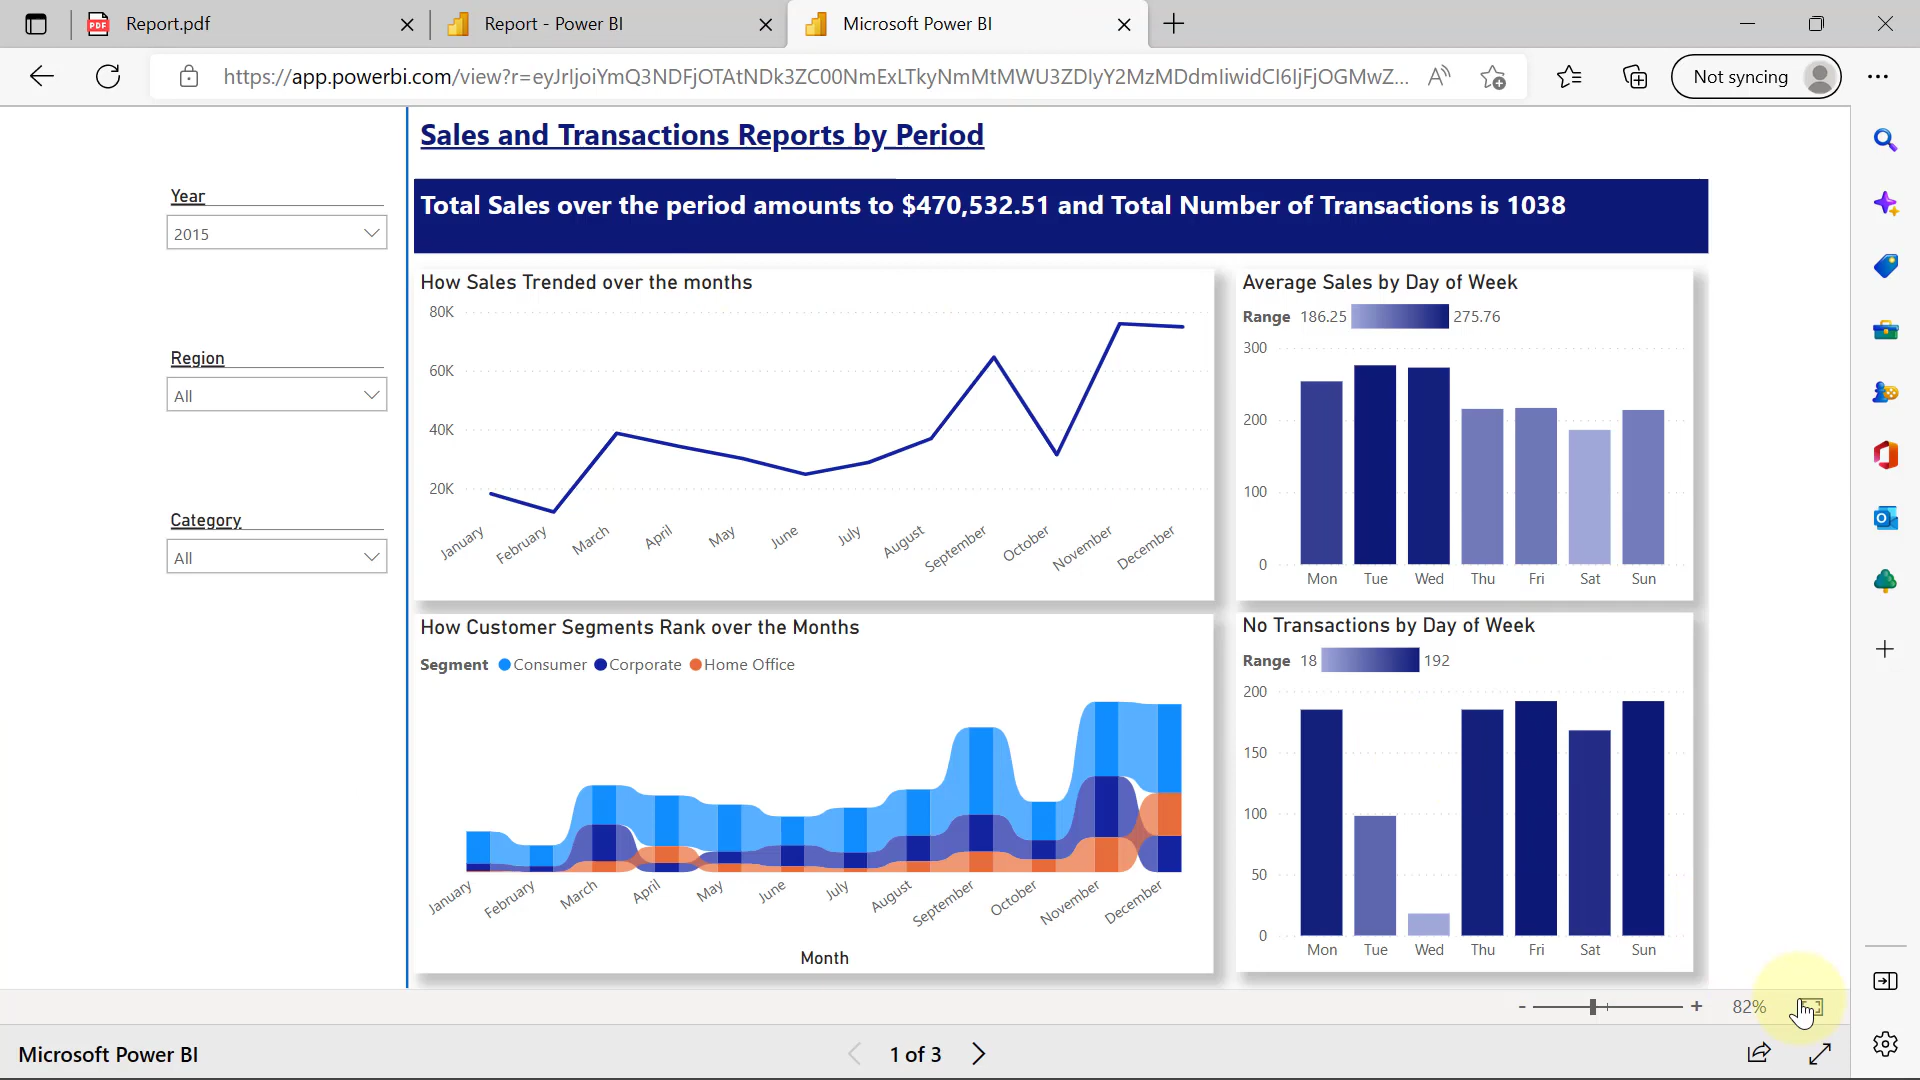 Report.pdf
Report - Power BI
Microsoft Power BI
https://app.powerbi.com/view?r=eyJrIjoiYmQ3NDFjOTAtNDk3ZC00NmExLTkyNmMtMWU3ZDIyY2MzMDdmIiwidCI6IjFjOGMwZ...
Not syncing
Sales and Transactions Reports by Period
Total Sales over the period amounts to $470,532.51 and Total Number of Transactions is 1038
Year
2015
Region
All
Category
All
How Sales Trended over the months
80K
60K
40K
20K
January February March April May June July August September October November December
Average Sales by Day of Week
Range 186.25 275.76
300
200
100
0
Mon Tue Wed Thu Fri Sat Sun
How Customer Segments Rank over the Months
Segment Consumer Corporate Home Office
January February March April May June July August September October November December
Month
No Transactions by Day of Week
Range 18 192
200
150
100
50
0
Mon Tue Wed Thu Fri Sat Sun
- + 82%
Microsoft Power BI
1 of 3